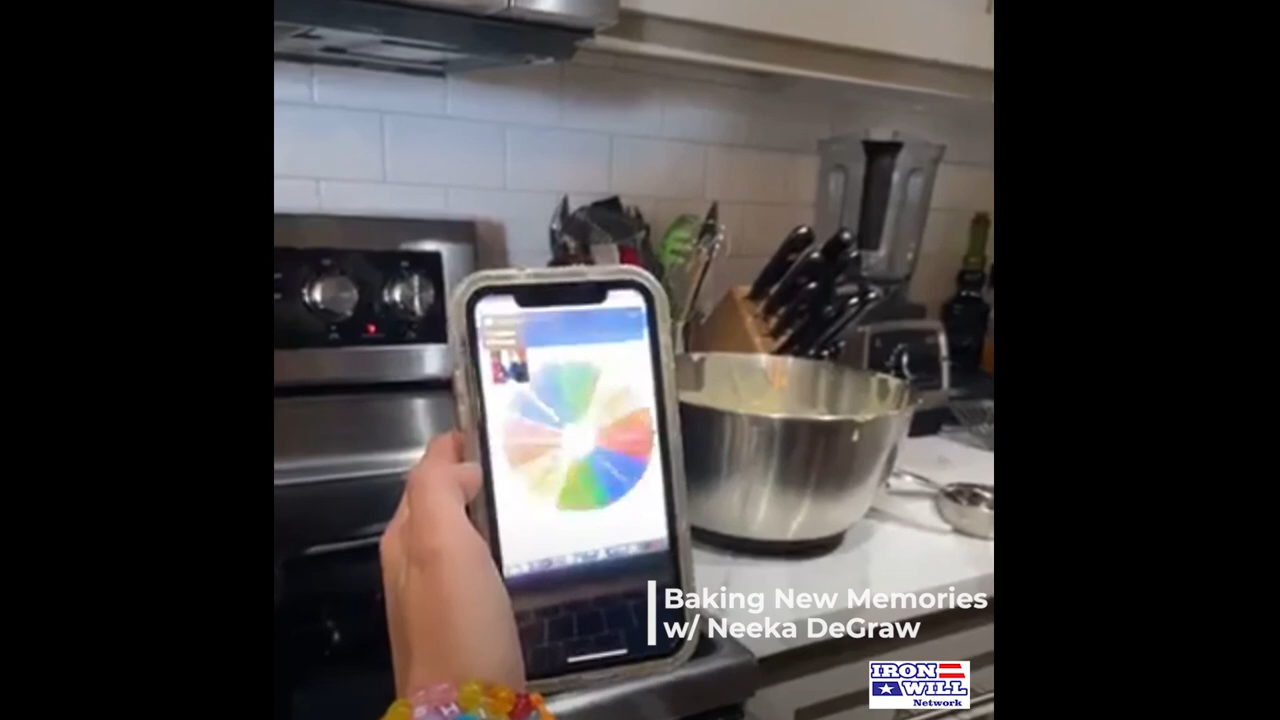 Baking New Memories
w/ Neeka DeGraw
IRON
WILL
Network